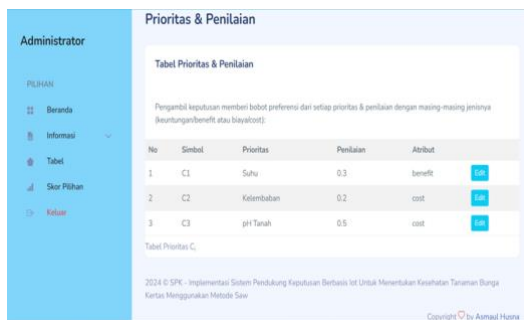 Administrator
PILIHAN
Beranda
Informasi
Tabel
Skor Pilihan
Keluar
Prioritas & Penilaian
Tabel Prioritas & Penilaian
Pengambil keputusan memberi bobot preferensi dari setiap prioritas & penilaian dengan masing-masing jenisnya
(keuntungan/benefit atau biaya/cost):
No Simbol Prioritas Penilaian Atribut
1 C1 Suhu 0.3 benefit Edit
2 C2 Kelembaban 0.2 cost Edit
3 C3 pH Tanah 0.5 cost Edit
Tabel Prioritas C,
2024 © SPK - Implementasi Sistem Pendukung Keputusan Berbasis Iot Untuk Menentukan Kesehatan Tanaman Bunga
Kertas Menggunakan Metode Saw
Copyright by Asmaul Husna